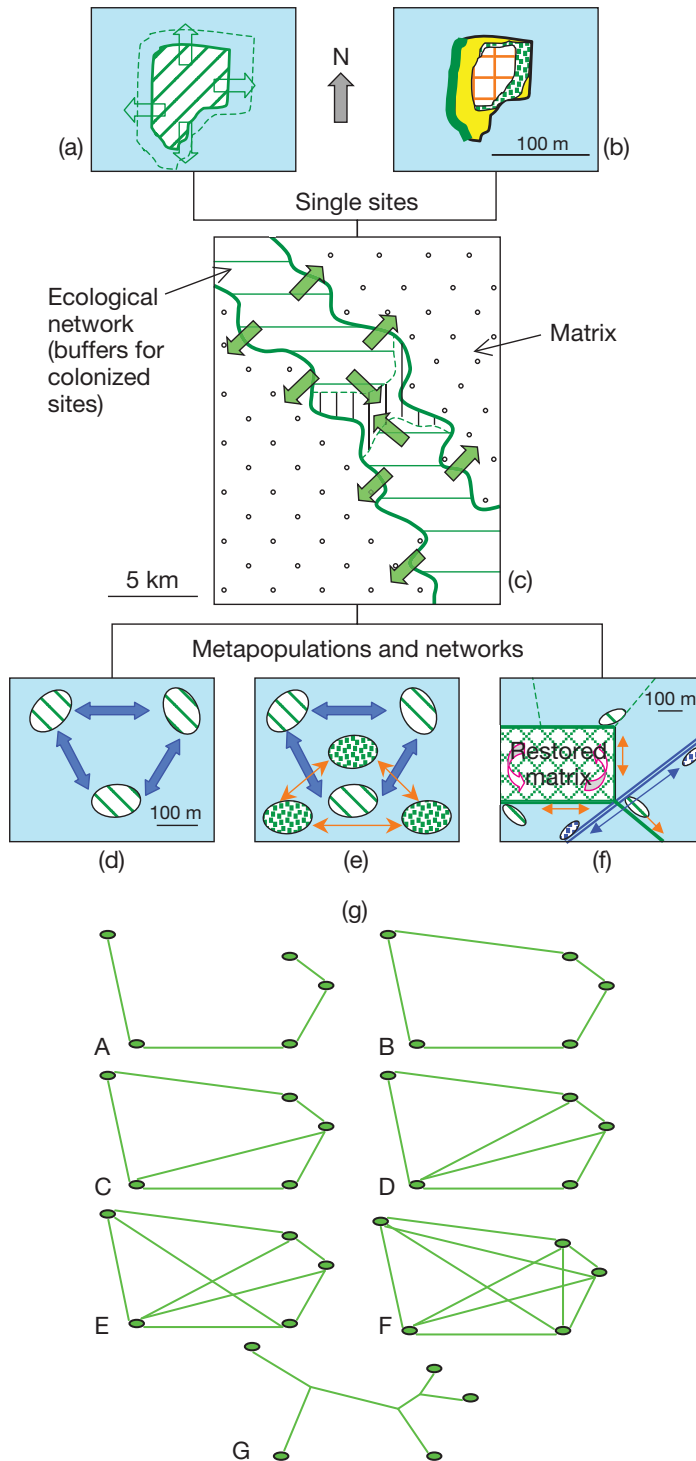 (a)
N
100 m
(b)
Single sites
Ecological
network
(buffers for
colonized
sites)
Matrix
5 km
(c)
Metapopulations and networks
100 m
(d)
(e)
100 m
Restored
matrix
(f)
(g)
A
B
C
D
E
F
G